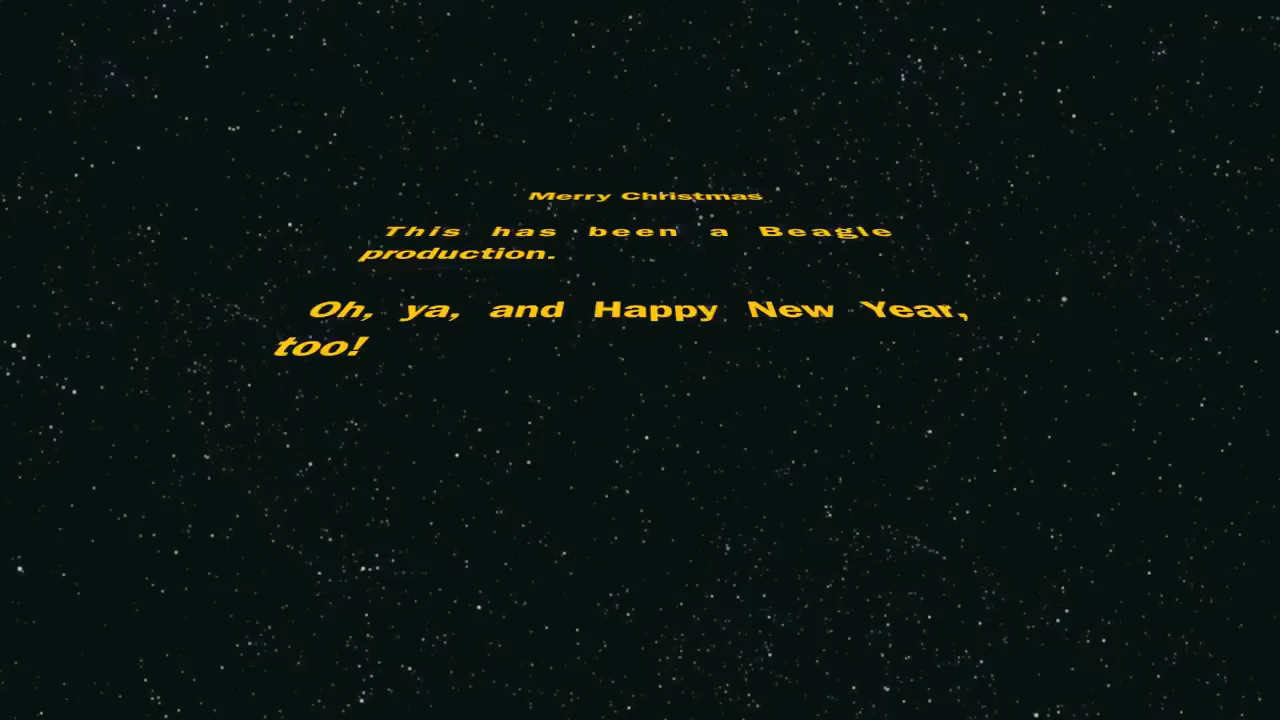 Merry Christmas
This has been a Beagle
production.
Oh, ya, and Happy New Year,
too!